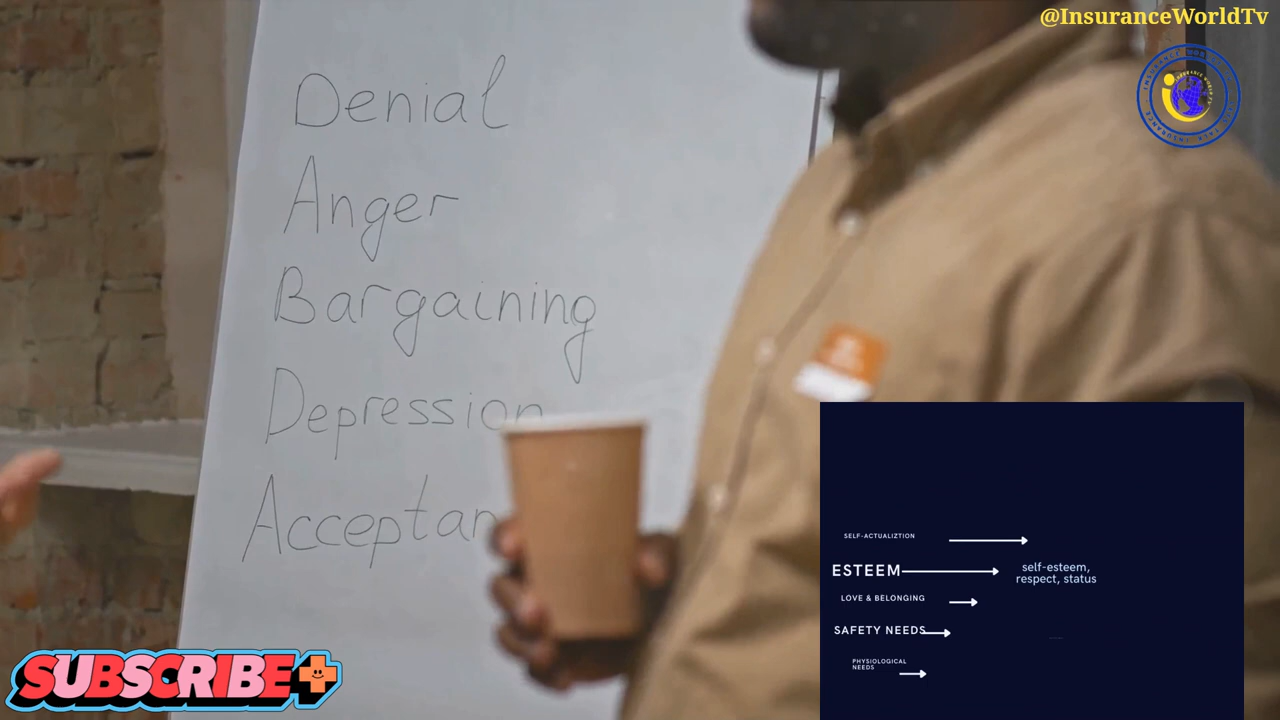 @InsuranceWorldTv
Denial
Anger
Bargaining
Depression
Acceptan
SELF-ACTUALIZTION
ESTEEM
self-esteem,
respect, status
LOVE & BELONGING
SAFETY NEEDS
PHYSIOLOGICAL
NEEDS
SUBSCRIBE